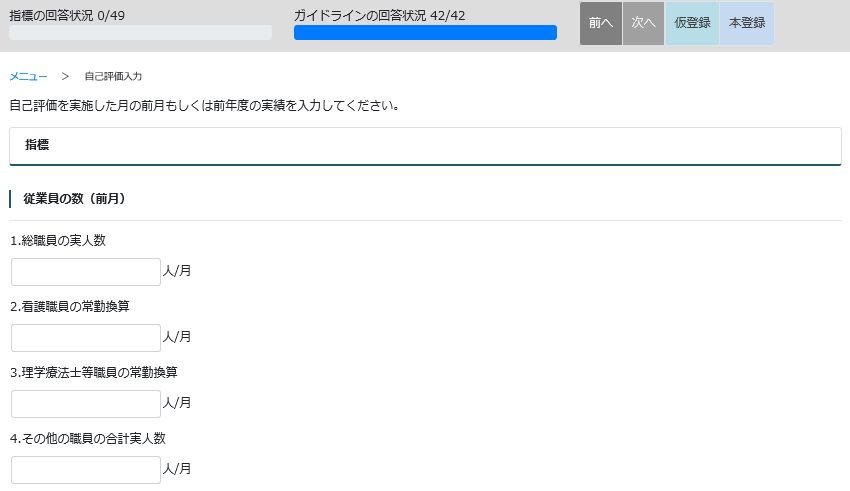 指標の回答状況 0/49
ガイドラインの回答状況 42/42
前へ
次へ
仮登録
本登録
メニュー > 自己評価入力
自己評価を実施した月の前月もしくは前年度の実績を入力してください。
指標
従業員の数（前月）
1.総職員の実人数
人/月
2.看護職員の常勤換算
人/月
3.理学療法士等職員の常勤換算
人/月
4.その他の職員の合計実人数
人/月